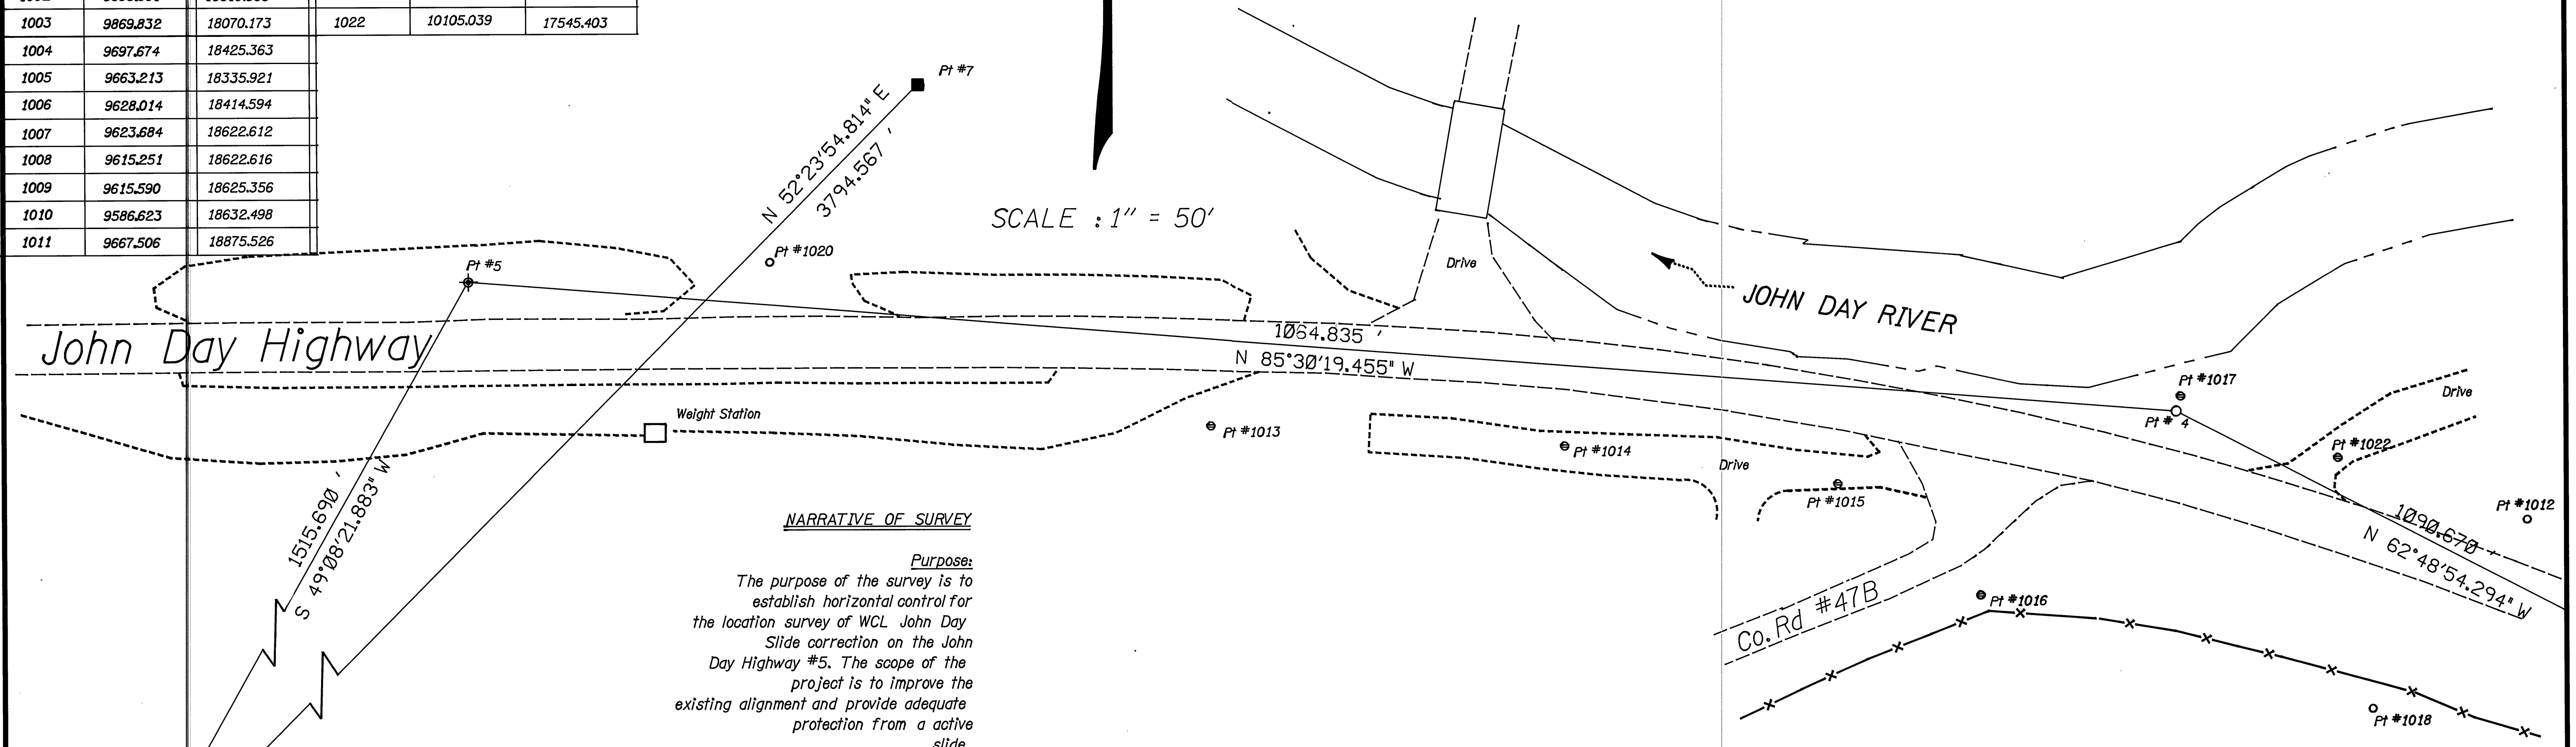 1003 9869.832 18070.173 1022 10105.039 17545.403
1004 9697.674 18425.363
1005 9663.213 18335.921
1006 9628.014 18414.594
1007 9623.684 18622.612
1008 9615.251 18622.616
1009 9615.590 18625.356
1010 9586.623 18632.498
1011 9667.506 18875.526
Pt #7
N 52°23'54.814" E
3794.567 '
SCALE : 1" = 50'
Pt #1020
Pt #5
Drive
JOHN DAY RIVER
John Day Highway
1064.835 '
N 85°30'19.455" W
Pt #1017
Pt # 4
Drive
Weight Station
Pt #1013
Pt #1014
Drive
Pt #1015
Pt #1022
Pt #1012
1515.690 '
S 49°08'21.883" W
1090.670 '
N 62°48'54.294" W
NARRATIVE OF SURVEY
Purpose:
The purpose of the survey is to
establish horizontal control for
the location survey of WCL John Day
Slide correction on the John
Day Highway #5. The scope of the
project is to improve the
existing alignment and provide adequate
protection from a active
slide
Co. Rd #47B
Pt #1016
Pt #1018